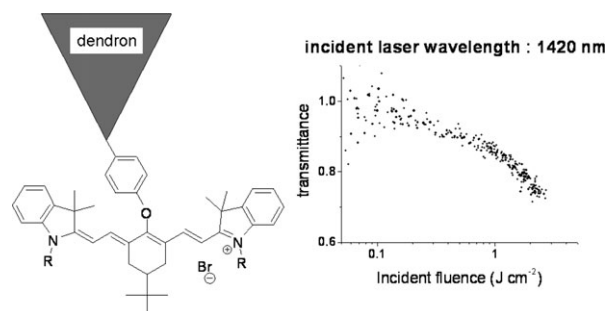 dendron
O
R
N
N
⊕
R
Br
⊖
incident laser wavelength : 1420 nm
transmittance
1.0
0.8
0.6
0.1
1
Incident fluence (J cm⁻²)